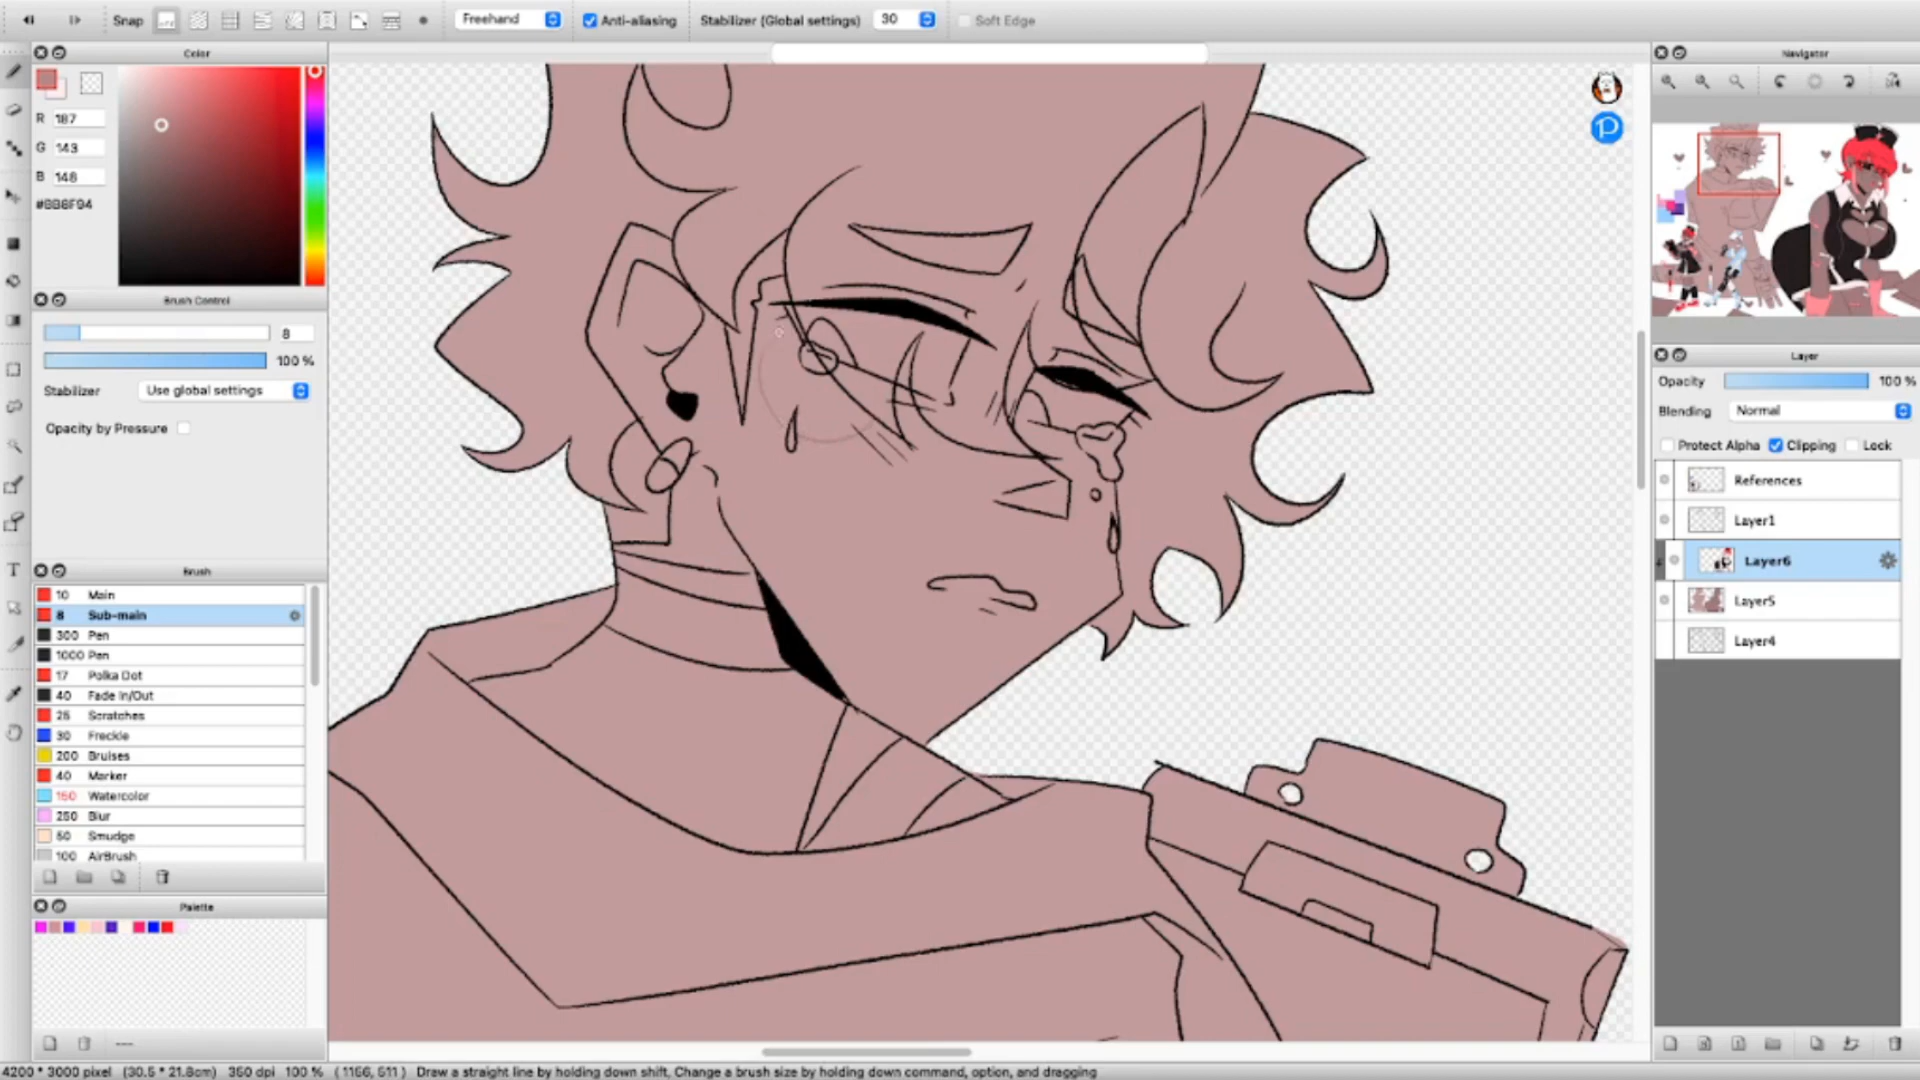 Snap Freehand Anti-aliasing Stabilizer (Global settings) 30 Soft Edge
Color
R 187
G 143
B 148
#BB8F94
Brush Control
8
100 %
Stabilizer Use global settings
Opacity by Pressure
Brush
10 Main
8 Sub-main
300 Pen
1000 Pen
17 Polka Dot
40 Fade In/Out
25 Scratches
30 Freckle
200 Bruises
40 Marker
150 Watercolor
250 Blur
50 Smudge
100 AirBrush
Palette
---
Navigator
Layer
Opacity 100 %
Blending Normal
Protect Alpha Clipping Lock
References
Layer1
Layer6
Layer5
Layer4
4200 * 3000 pixel (30.5 * 21.8cm) 350 dpi 100 % ( 1156, 511 ) Draw a straight line by holding down shift, Change a brush size by holding down command, option, and dragging